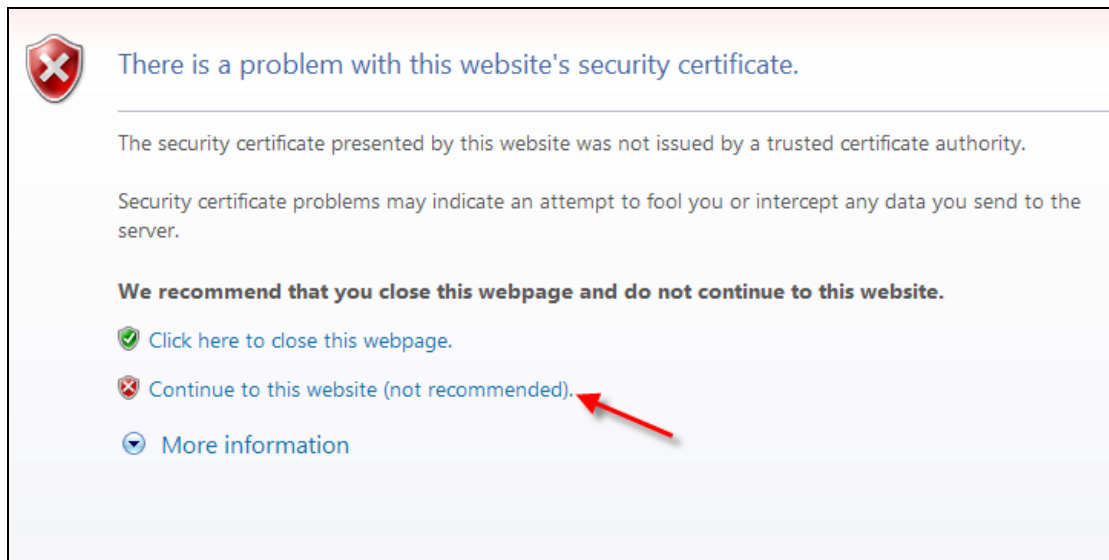 There is a problem with this website's security certificate.
The security certificate presented by this website was not issued by a trusted certificate authority.
Security certificate problems may indicate an attempt to fool you or intercept any data you send to the
server.
We recommend that you close this webpage and do not continue to this website.
Click here to close this webpage.
Continue to this website (not recommended).
More information